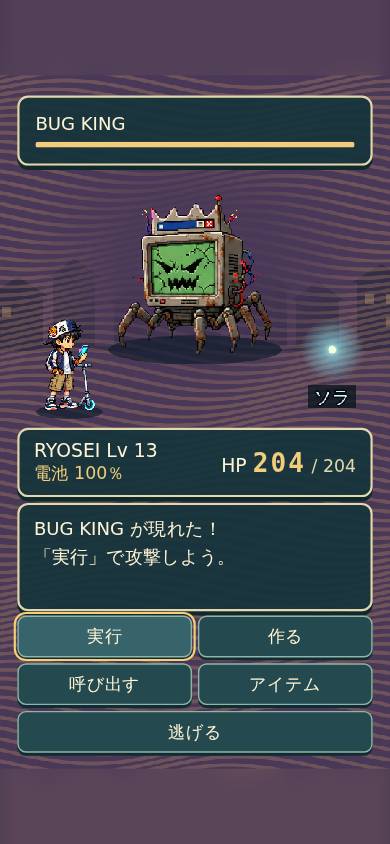 BUG KING
ソラ
RYOSEI Lv 13
電池 100%
HP 204 / 204
BUG KING が現れた！
「実行」で攻撃しよう。
実行
作る
呼び出す
アイテム
逃げる